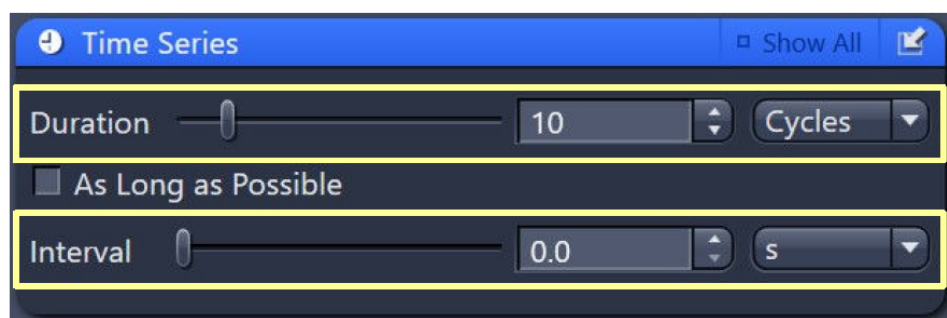 Time Series Show All
Duration 10 Cycles
As Long as Possible
Interval 0.0 s